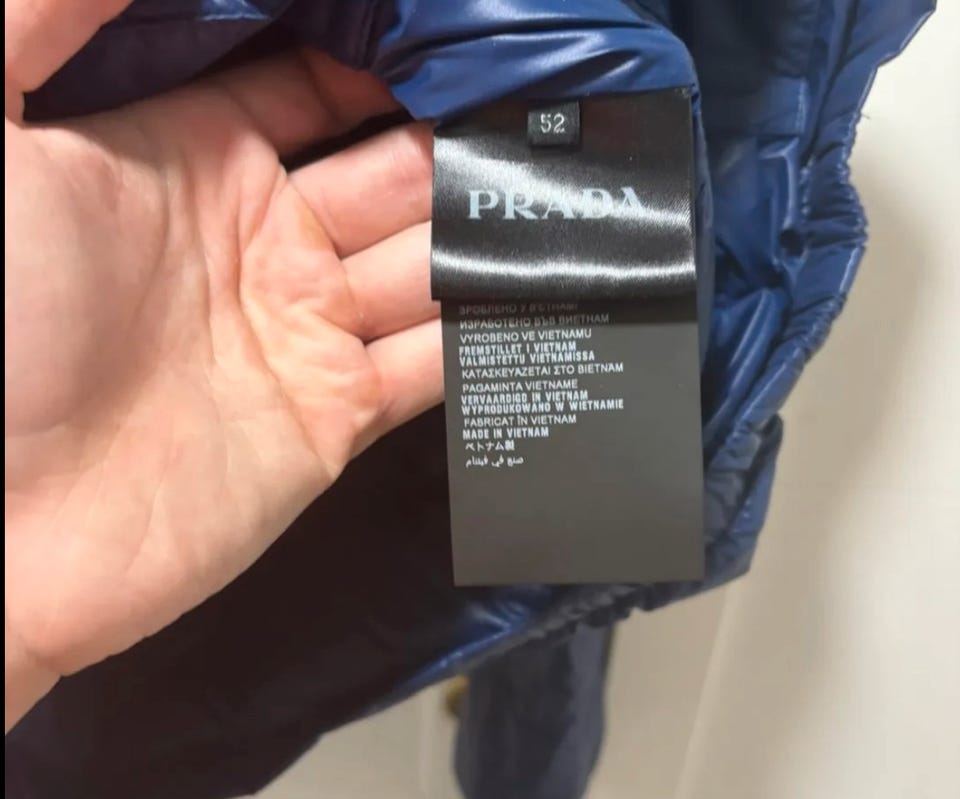 52
PRADA
ЗРОБЛЕНО У В'ЄТНАМІ
ИЗРАБОТЕНО ВЪВ ВИЕТНАМ
VYROBENO VE VIETNAMU
FREMSTILLET I VIETNAM
VALMISTETTU VIETNAMISSA
ΚΑΤΑΣΚΕΥΑΖΕΤΑΙ ΣΤΟ ΒΙΕΤΝΑΜ
PAGAMINTA VIETNAME
VERVAARDIGD IN VIETNAM
WYPRODUKOWANO W WIETNAMIE
FABRICAT ÎN VIETNAM
MADE IN VIETNAM
ベトナム製
صنع في فيتنام